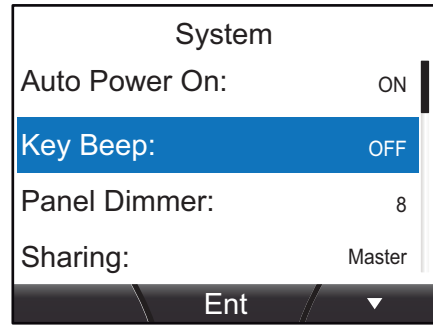 System
Auto Power On: ON
Key Beep: OFF
Panel Dimmer: 8
Sharing: Master
Ent